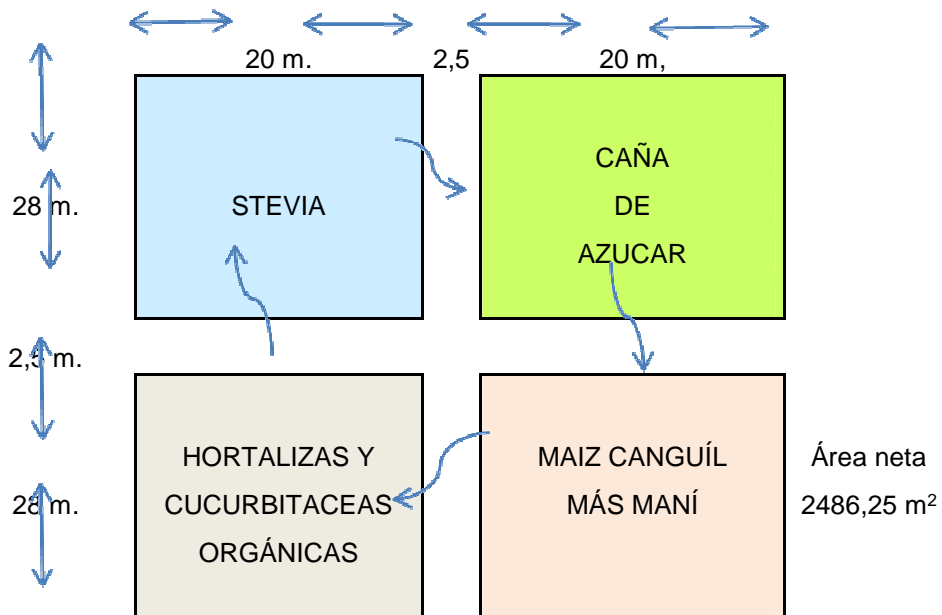 20 m. 2,5 20 m,
28 m.
STEVIA
CAÑA
DE
AZUCAR
2,5 m.
28 m.
HORTALIZAS Y
CUCURBITACEAS
ORGÁNICAS
MAIZ CANGUÍL
MÁS MANÍ
Área neta
2486,25 m²